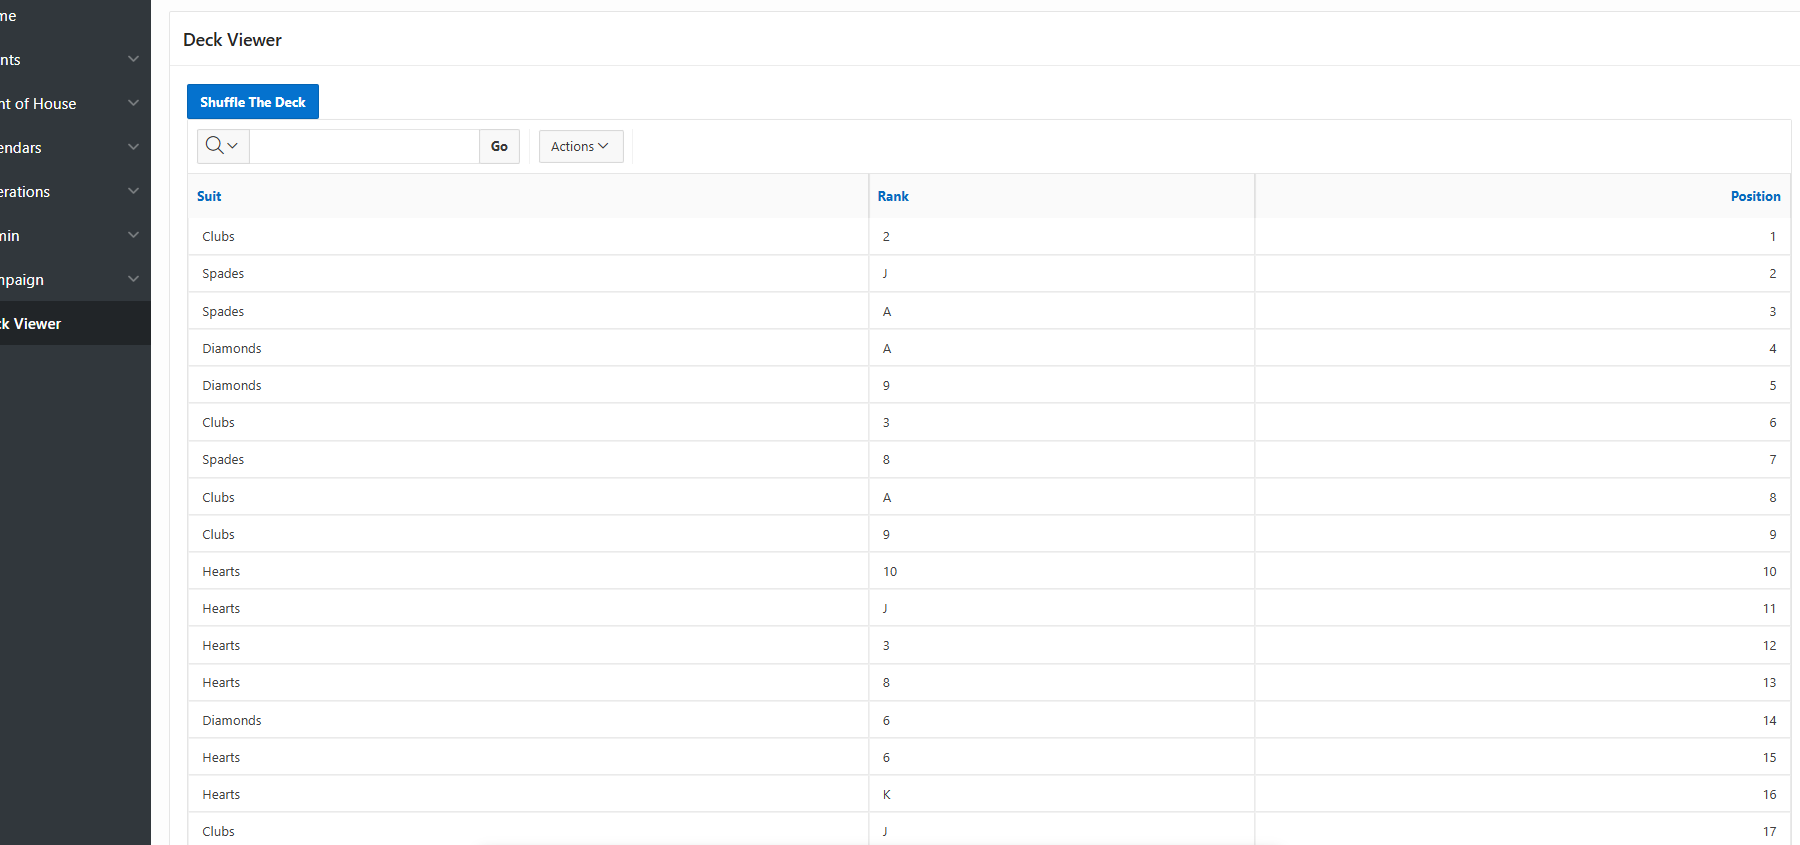 me
nts
nt of House
endars
erations
min
mpaign
ck Viewer
Deck Viewer
Shuffle The Deck
Go
Actions
Suit Rank Position
Clubs 2 1
Spades J 2
Spades A 3
Diamonds A 4
Diamonds 9 5
Clubs 3 6
Spades 8 7
Clubs A 8
Clubs 9 9
Hearts 10 10
Hearts J 11
Hearts 3 12
Hearts 8 13
Diamonds 6 14
Hearts 6 15
Hearts K 16
Clubs J 17